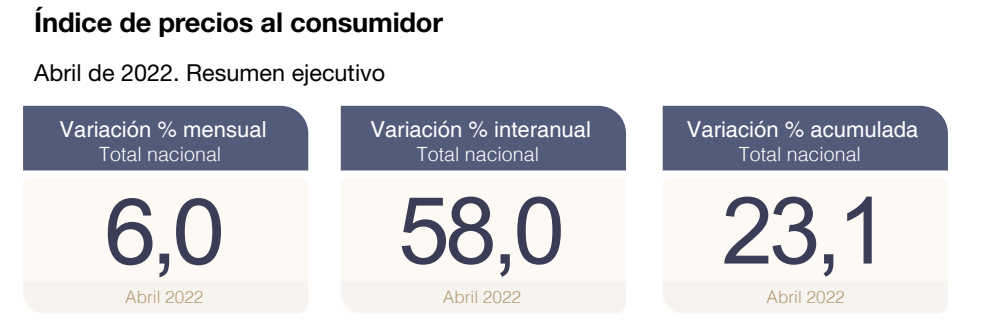 Índice de precios al consumidor
Abril de 2022. Resumen ejecutivo
Variación % mensual
Total nacional
6,0
Abril 2022
Variación % interanual
Total nacional
58,0
Abril 2022
Variación % acumulada
Total nacional
23,1
Abril 2022